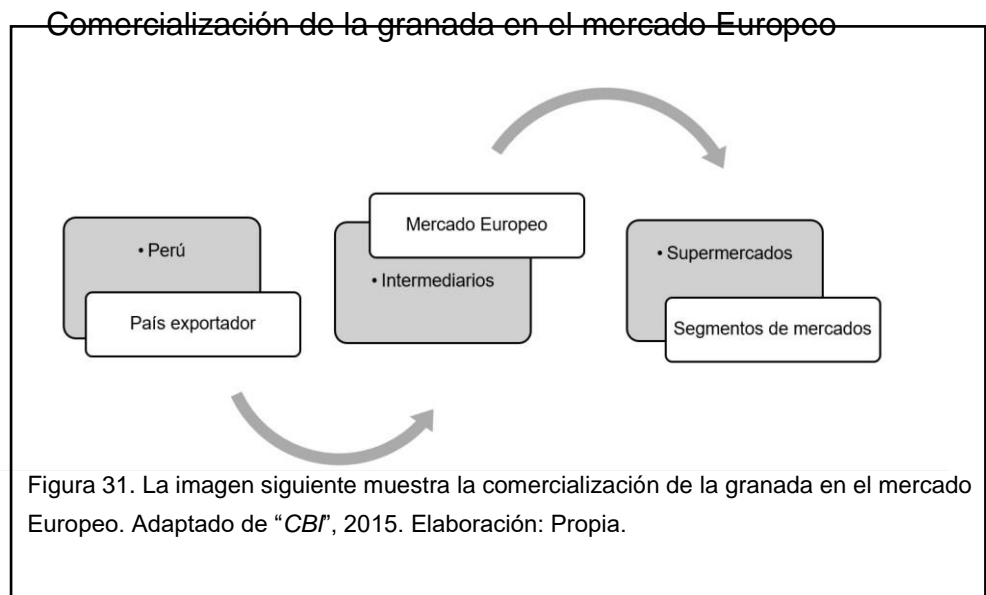 Comercialización de la granada en el mercado Europeo
• Perú
País exportador
Mercado Europeo
• Intermediarios
• Supermercados
Segmentos de mercados
Figura 31. La imagen siguiente muestra la comercialización de la granada en el mercado
Europeo. Adaptado de “CBI”, 2015. Elaboración: Propia.